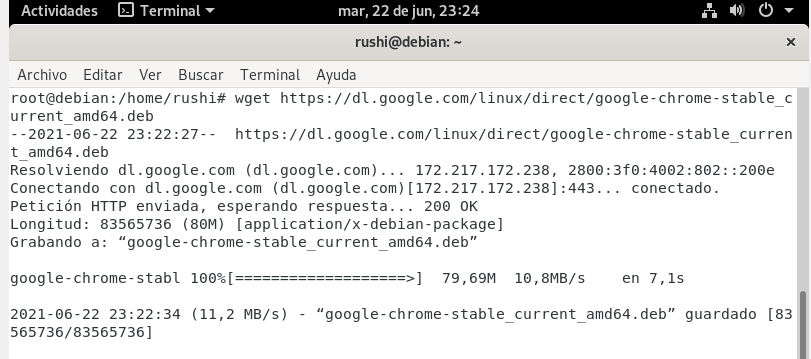 Actividades Terminal mar, 22 de jun, 23:24
rushi@debian: ~ ×
Archivo Editar Ver Buscar Terminal Ayuda
root@debian:/home/rushi# wget https://dl.google.com/linux/direct/google-chrome-stable_c
urrent_amd64.deb
--2021-06-22 23:22:27--  https://dl.google.com/linux/direct/google-chrome-stable_curren
t_amd64.deb
Resolviendo dl.google.com (dl.google.com)... 172.217.172.238, 2800:3f0:4002:802::200e
Conectando con dl.google.com (dl.google.com)[172.217.172.238]:443... conectado.
Petición HTTP enviada, esperando respuesta... 200 OK
Longitud: 83565736 (80M) [application/x-debian-package]
Grabando a: “google-chrome-stable_current_amd64.deb”
google-chrome-stabl 100%[===================>]  79,69M  10,8MB/s    en 7,1s
2021-06-22 23:22:34 (11,2 MB/s) - “google-chrome-stable_current_amd64.deb” guardado [83
565736/83565736]